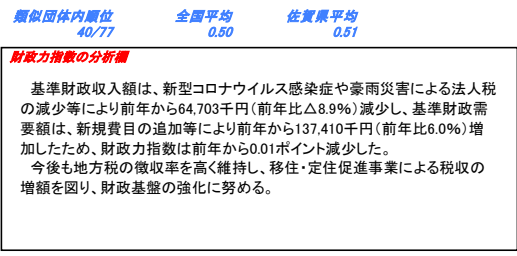 類似団体内順位 全国平均 佐賀県平均
40/77 0.50 0.51
財政力指数の分析欄
基準財政収入額は、新型コロナウイルス感染症や豪雨災害による法人税
の減少等により前年から64,703千円(前年比△8.9%)減少し、基準財政需
要額は、新規費目の追加等により前年から137,410千円(前年比6.0%)増
加したため、財政力指数は前年から0.01ポイント減少した。
今後も地方税の徴収率を高く維持し、移住・定住促進事業による税収の
増額を図り、財政基盤の強化に努める。